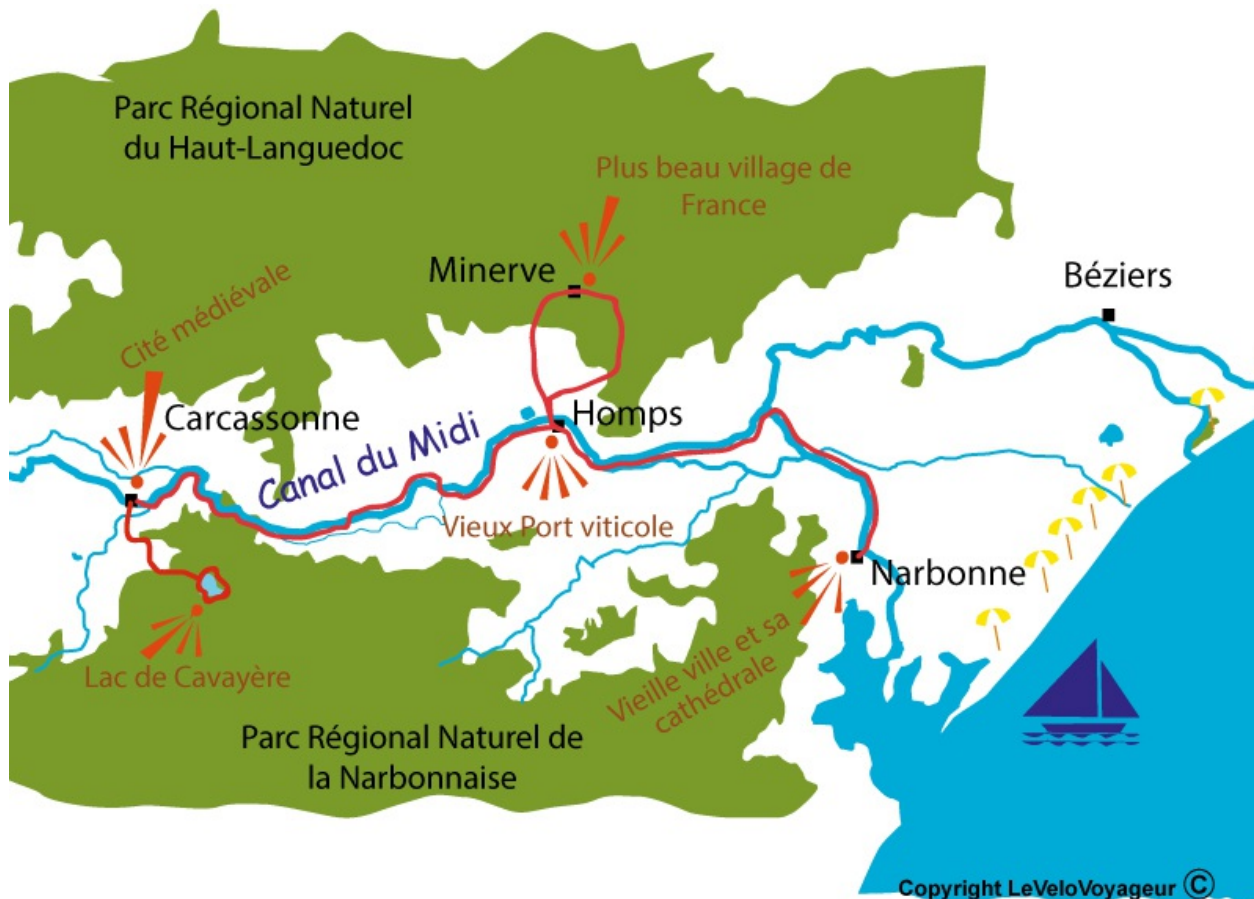 Parc Régional Naturel
du Haut-Languedoc
Plus beau village de
France
Minerve
Béziers
Cité médiévale
Carcassonne
Homps
Canal du Midi
Vieux Port viticole
Narbonne
Lac de Cavayère
Vieille ville et sa
cathédrale
Parc Régional Naturel de
la Narbonnaise
Copyright LeVeloVoyageur ©